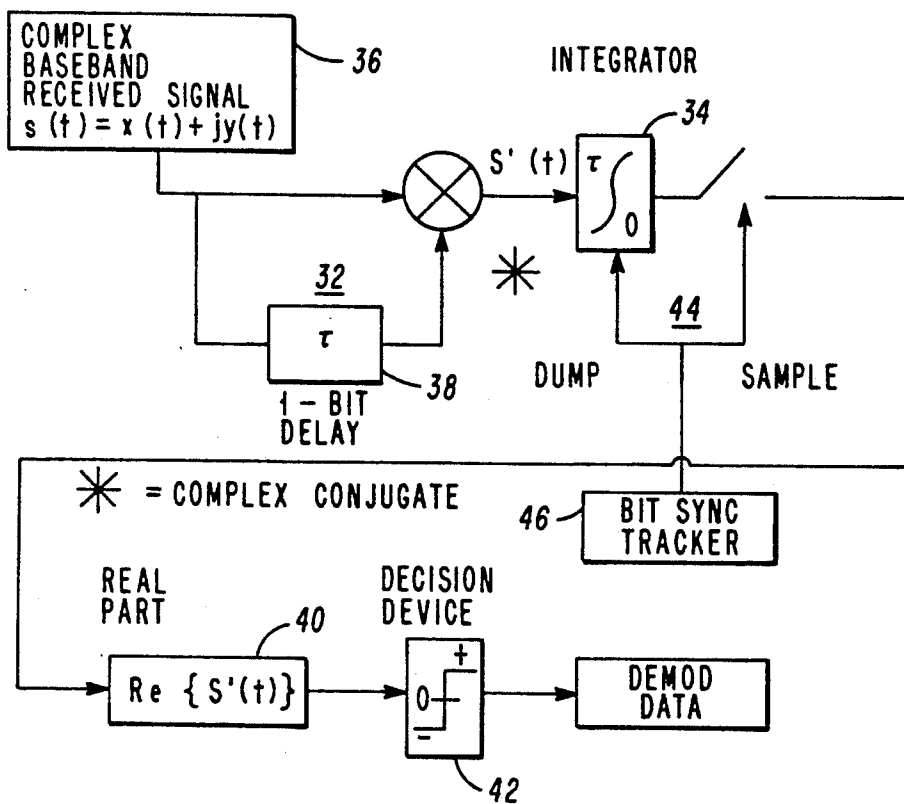 COMPLEX
BASEBAND
RECEIVED SIGNAL
s (t) = x (t) + jy(t)
36
INTEGRATOR
34
S' (t)
τ
0
32
τ
38
1 - BIT
DELAY
44
DUMP
SAMPLE
= COMPLEX CONJUGATE
46
BIT SYNC
TRACKER
REAL
PART
40
Re { S'(t)}
DECISION
DEVICE
+
0
-
42
DEMOD
DATA